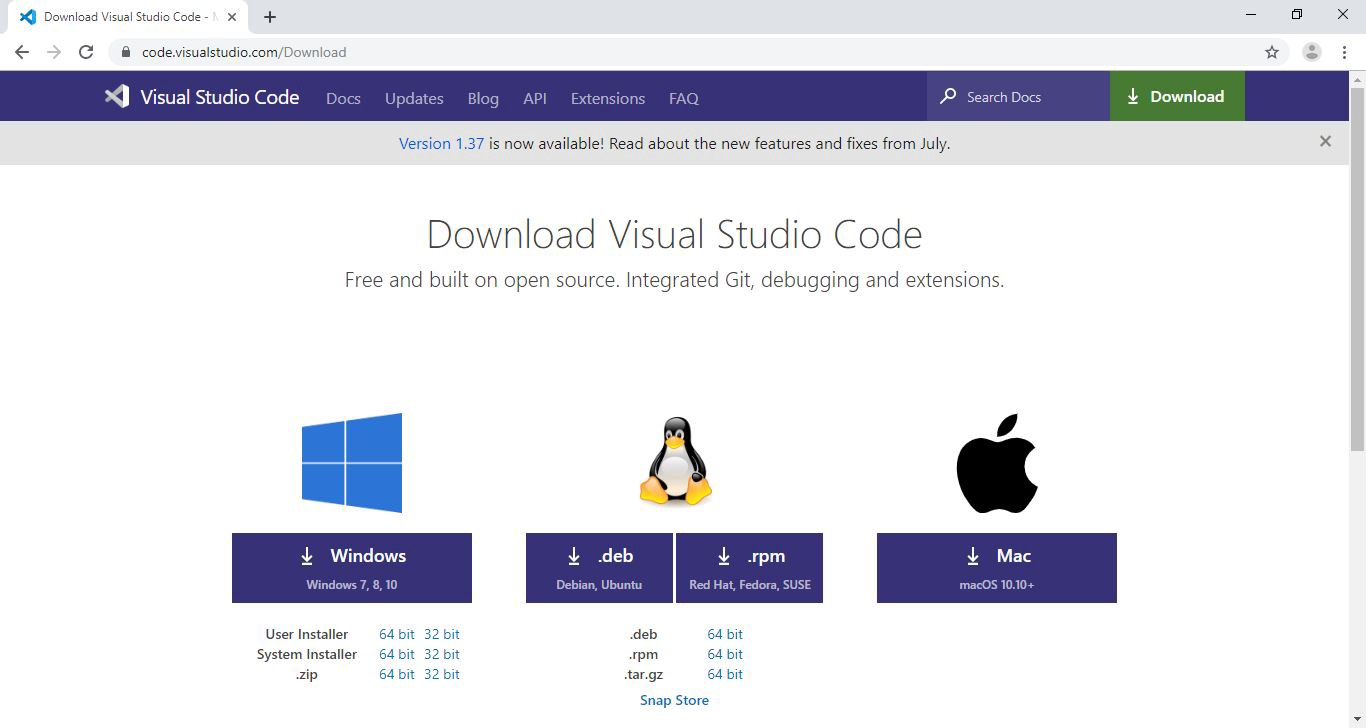 Download Visual Studio Code -
code.visualstudio.com/Download
Visual Studio Code Docs Updates Blog API Extensions FAQ Search Docs Download
Version 1.37 is now available! Read about the new features and fixes from July.
Download Visual Studio Code
Free and built on open source. Integrated Git, debugging and extensions.
Windows
Windows 7, 8, 10
.deb
Debian, Ubuntu
.rpm
Red Hat, Fedora, SUSE
Mac
macOS 10.10+
User Installer 64 bit 32 bit
System Installer 64 bit 32 bit
.zip 64 bit 32 bit
.deb 64 bit
.rpm 64 bit
.tar.gz 64 bit
Snap Store